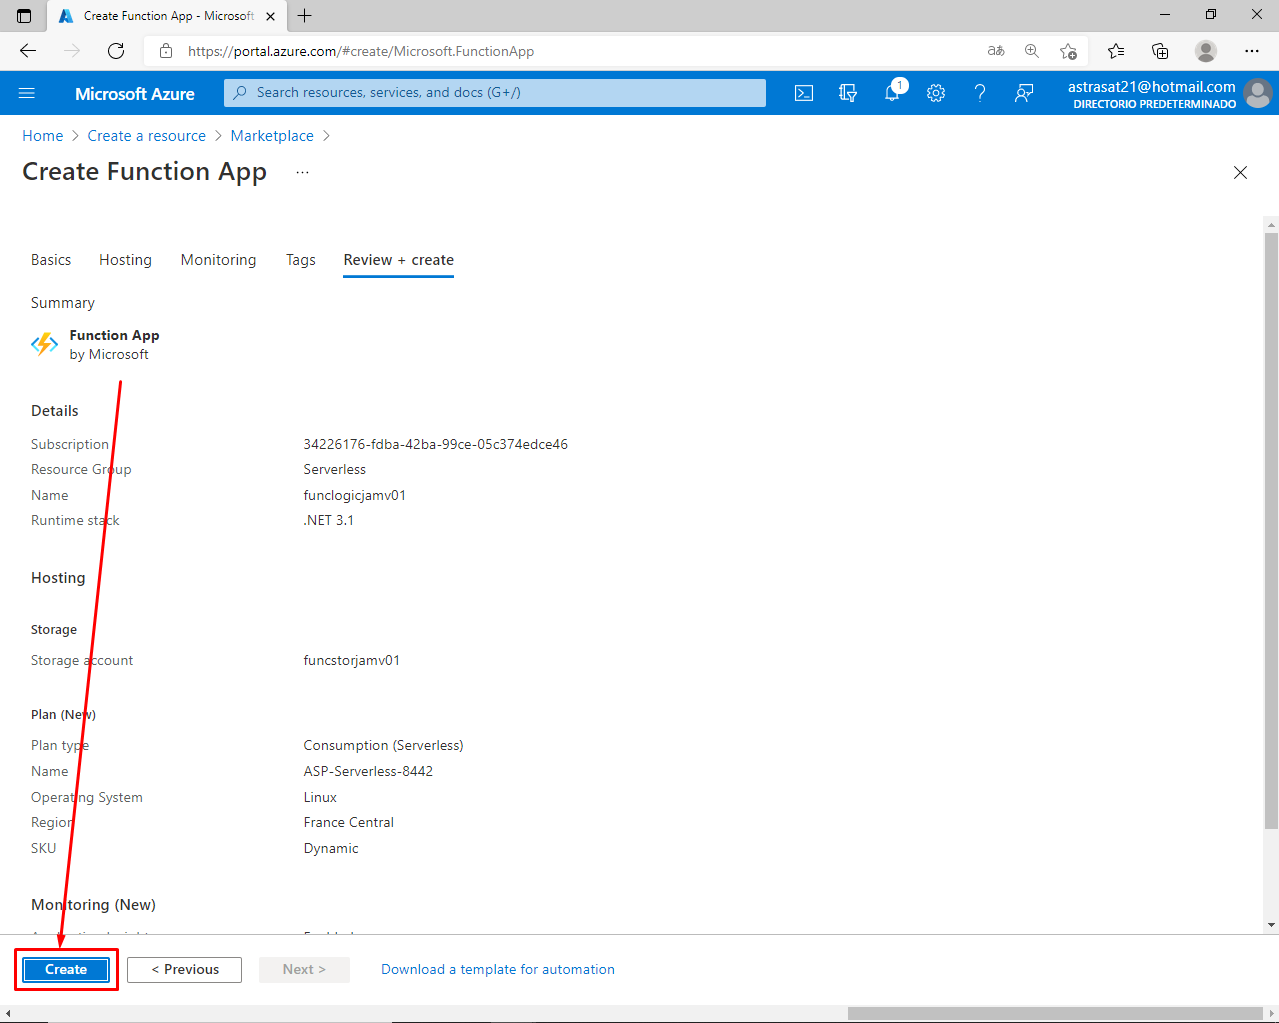 Create Function App - Microsoft
https://portal.azure.com/#create/Microsoft.FunctionApp
Microsoft Azure
Search resources, services, and docs (G+/)
1
astrasat21@hotmail.com
DIRECTORIO PREDETERMINADO
Home > Create a resource > Marketplace >
Create Function App ...
Basics Hosting Monitoring Tags Review + create
Summary
Function App
by Microsoft
Details
Subscription 34226176-fdba-42ba-99ce-05c374edce46
Resource Group Serverless
Name funclogicjamv01
Runtime stack .NET 3.1
Hosting
Storage
Storage account funcstorjamv01
Plan (New)
Plan type Consumption (Serverless)
Name ASP-Serverless-8442
Operating System Linux
Region France Central
SKU Dynamic
Monitoring (New)
Create < Previous Next > Download a template for automation